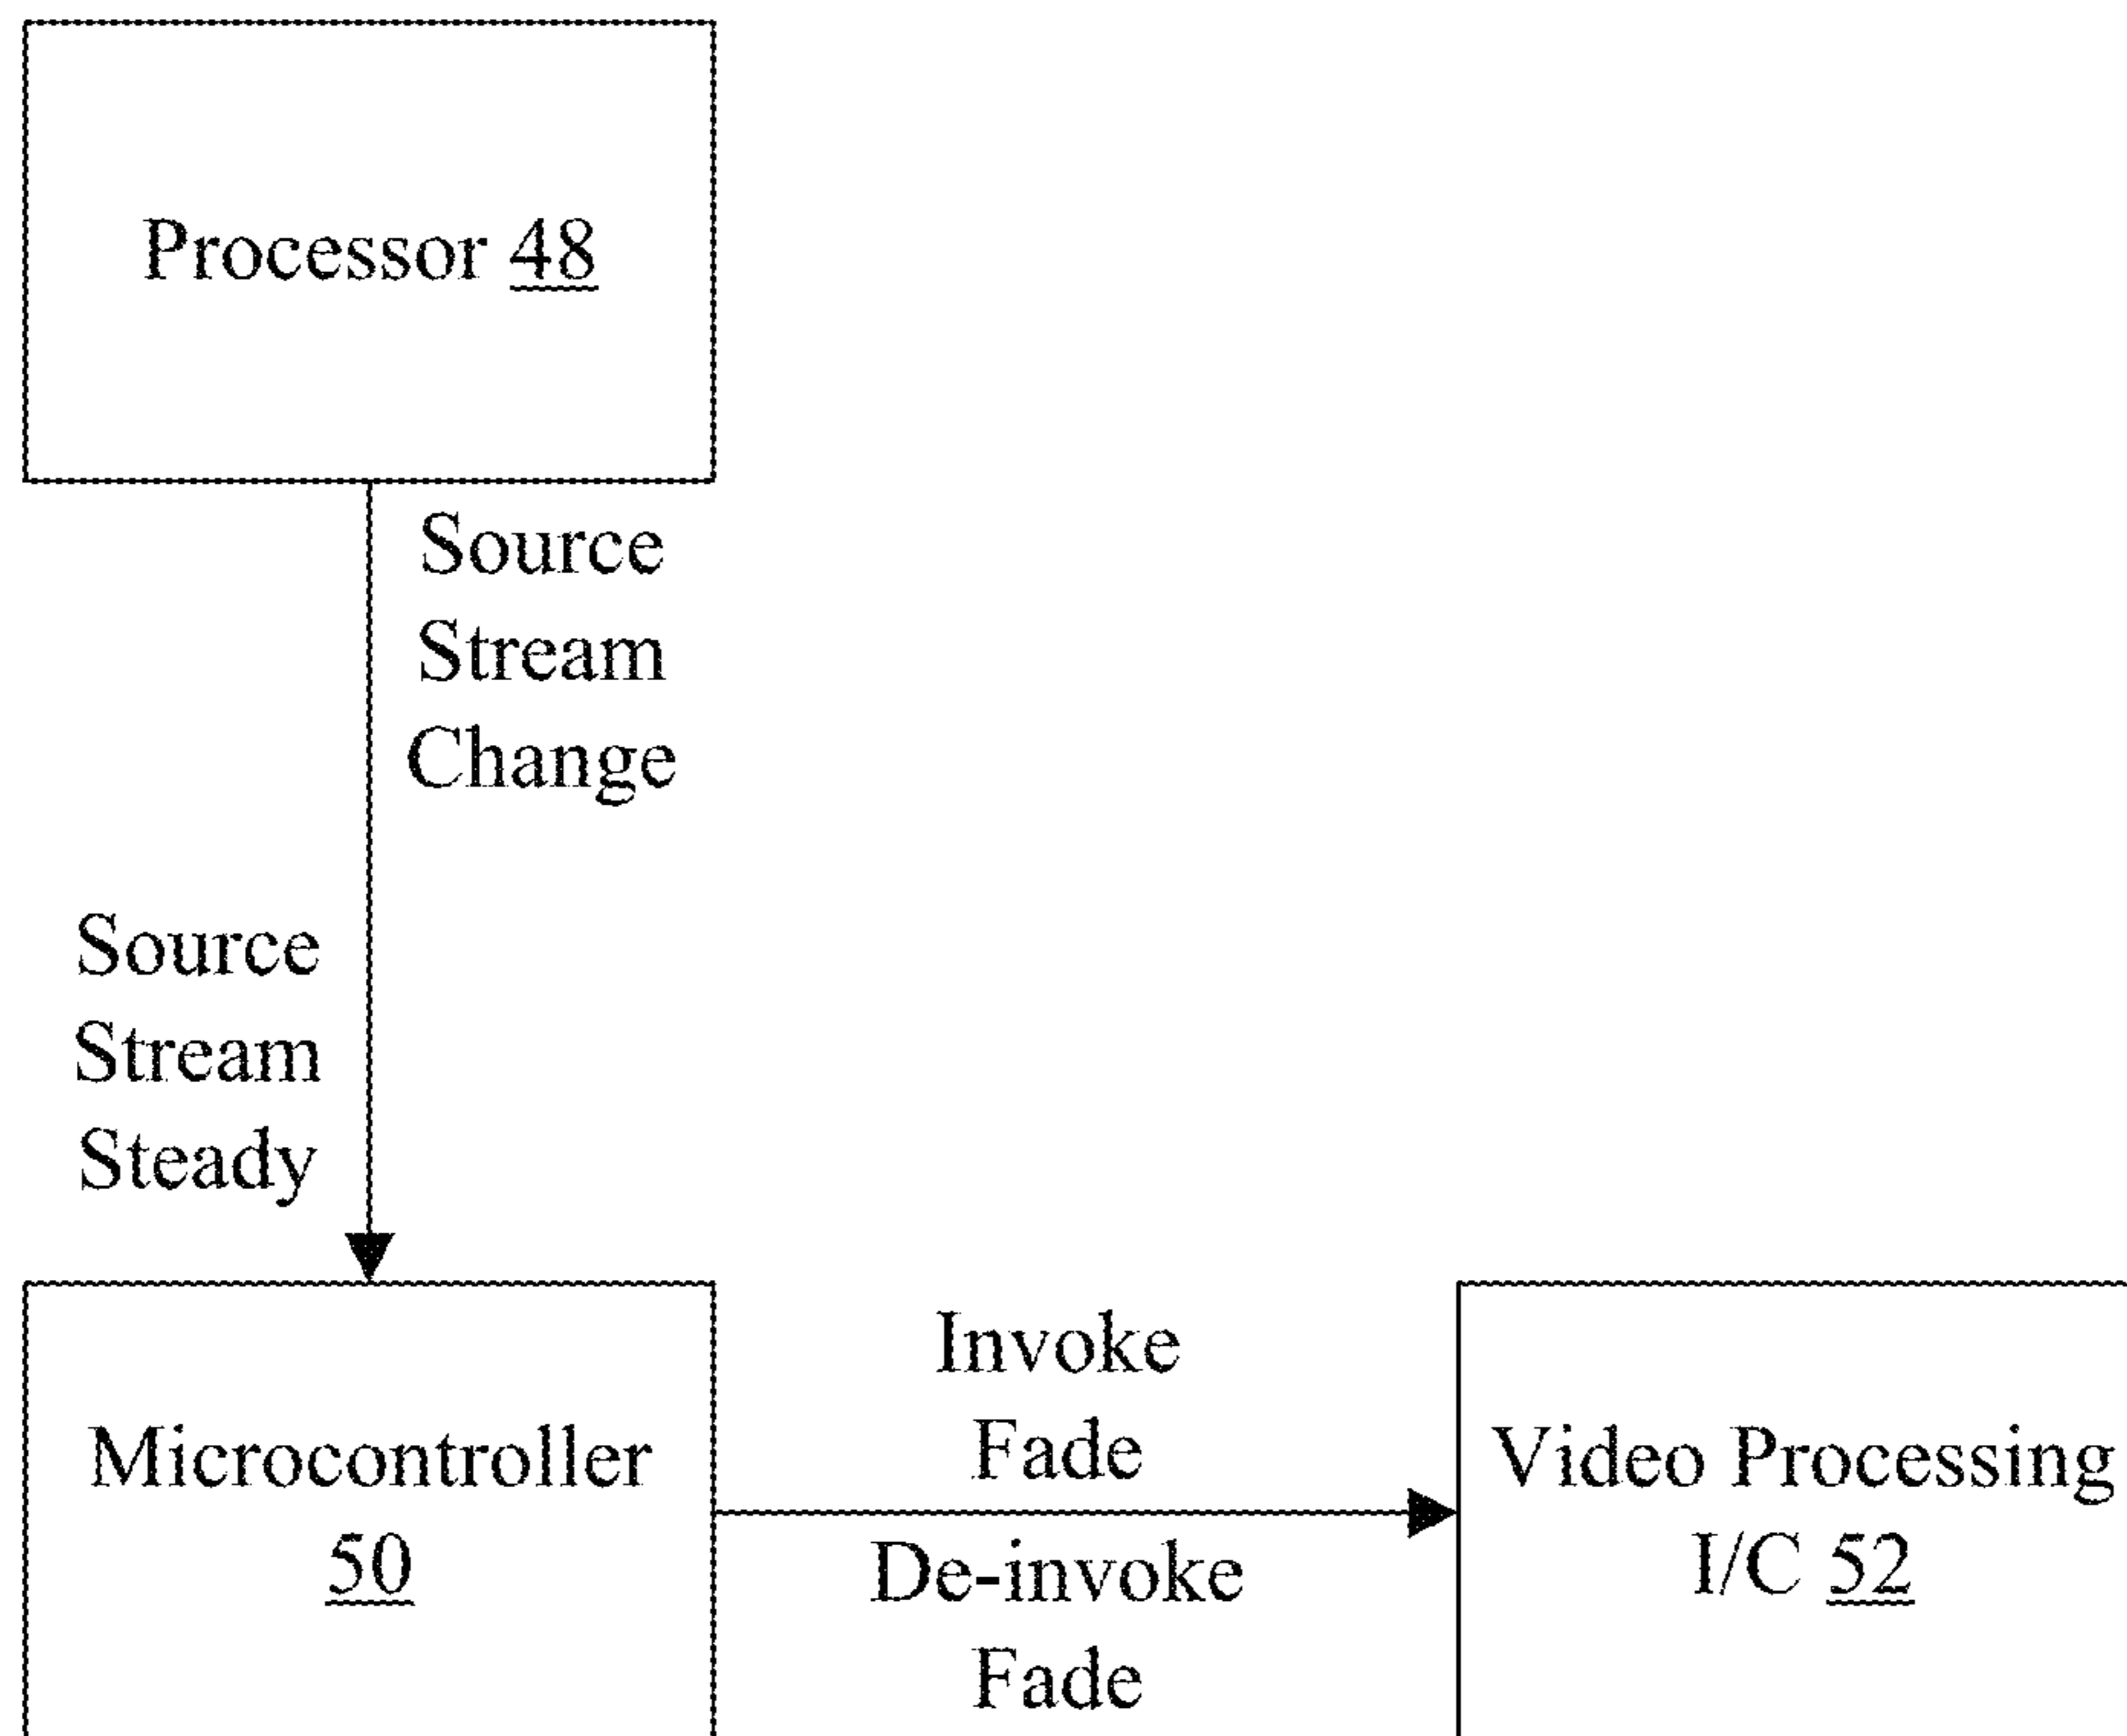 Processor 48
Source
Stream
Change
Source
Stream
Steady
Microcontroller
50
Invoke
Fade
De-invoke
Fade
Video Processing
I/C 52